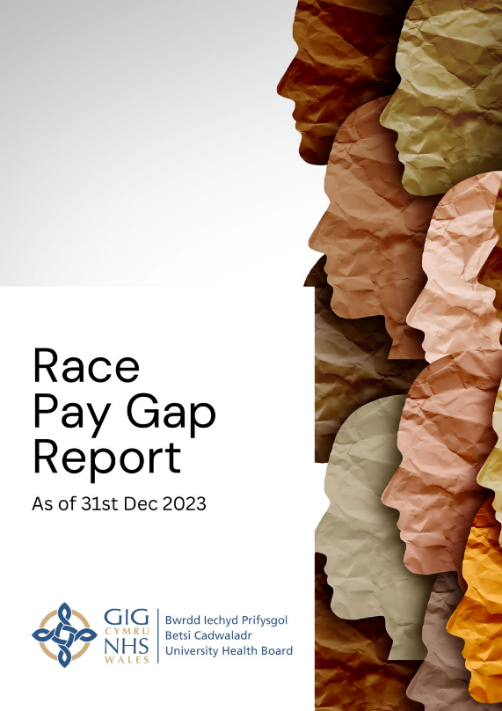 Race
Pay Gap
Report
As of 31st Dec 2023
GIG
CYMRU
NHS
WALES
Bwrdd Iechyd Prifysgol
Betsi Cadwaladr
University Health Board